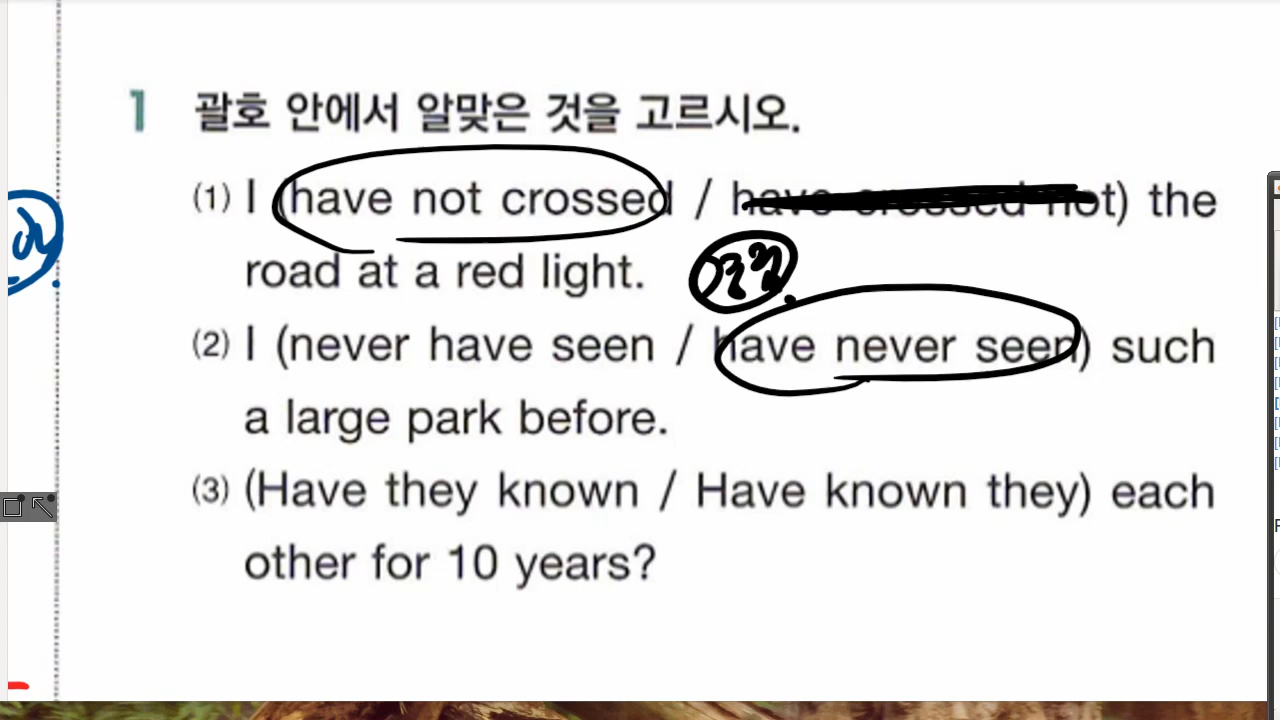 1 괄호 안에서 알맞은 것을 고르시오.
(1) I (have not crossed / have crossed not) the
road at a red light.
(2) I (never have seen / have never seen) such
a large park before.
(3) (Have they known / Have known they) each
other for 10 years?